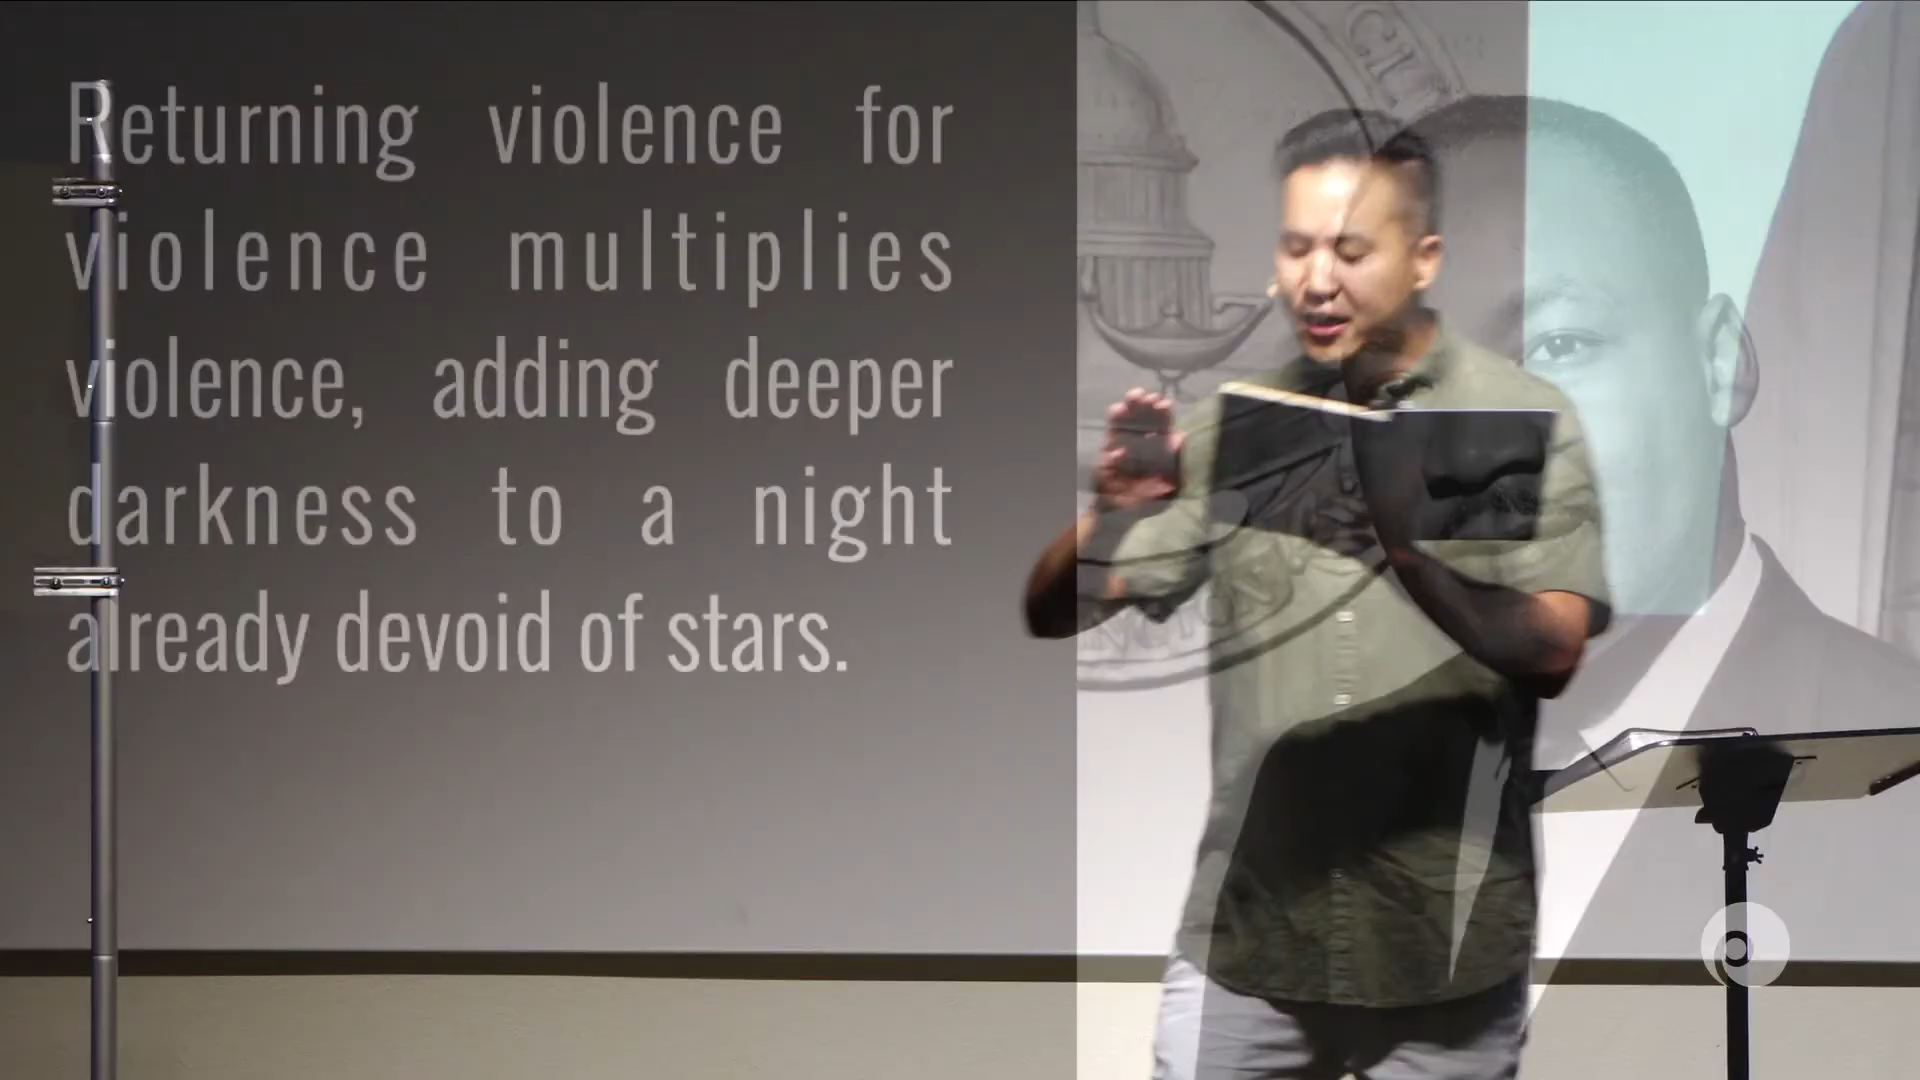 Returning violence for
violence multiplies
violence, adding deeper
darkness to a night
already devoid of stars.